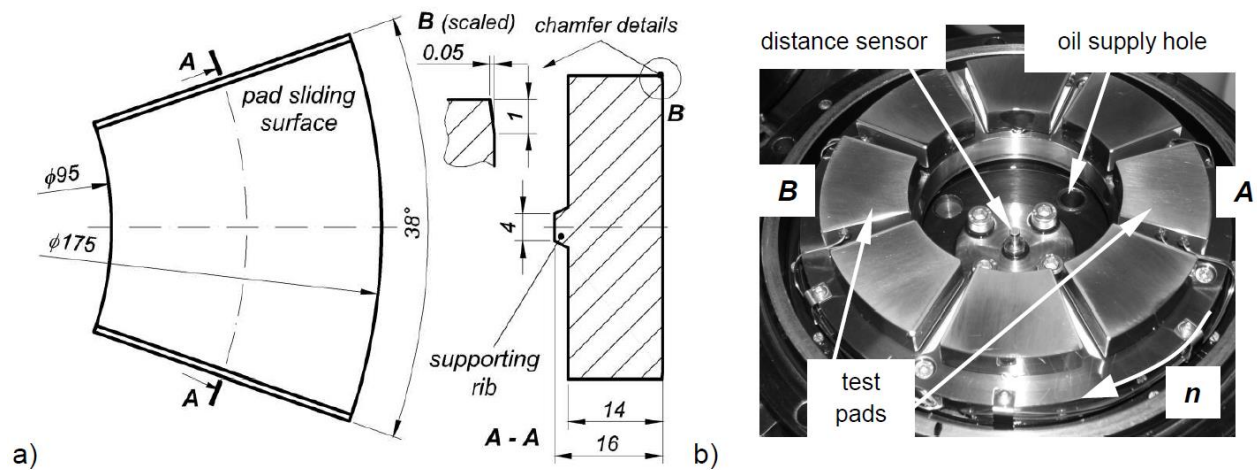 B (scaled)
0.05
chamfer details
A
pad sliding
surface
1
B
ϕ95
ϕ175
38°
4
supporting
rib
A
14
A - A
16
a)
distance sensor
oil supply hole
B
A
test
pads
n
b)